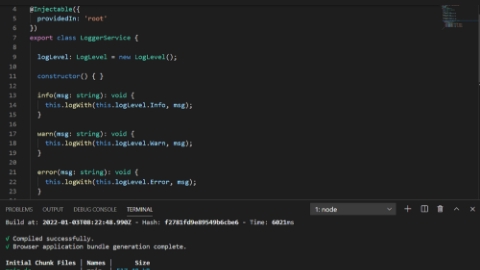 4 @Injectable({
5 providedIn: 'root'
6 })
7 export class LoggerService {
8
9 logLevel: LogLevel = new LogLevel();
10
11 constructor() { }
12
13 info(msg: string): void {
14 this.logWith(this.logLevel.Info, msg);
15 }
16
17 warn(msg: string): void {
18 this.logWith(this.logLevel.Warn, msg);
19 }
20
21 error(msg: string): void {
22 this.logWith(this.logLevel.Error, msg);
23 }
PROBLEMS OUTPUT DEBUG CONSOLE TERMINAL 1: node
Build at: 2022-01-03T08:22:48.990Z - Hash: f2781fd9e89549b6cbe6 - Time: 6021ms
√ Compiled successfully.
√ Browser application bundle generation complete.
Initial Chunk Files | Names | Size